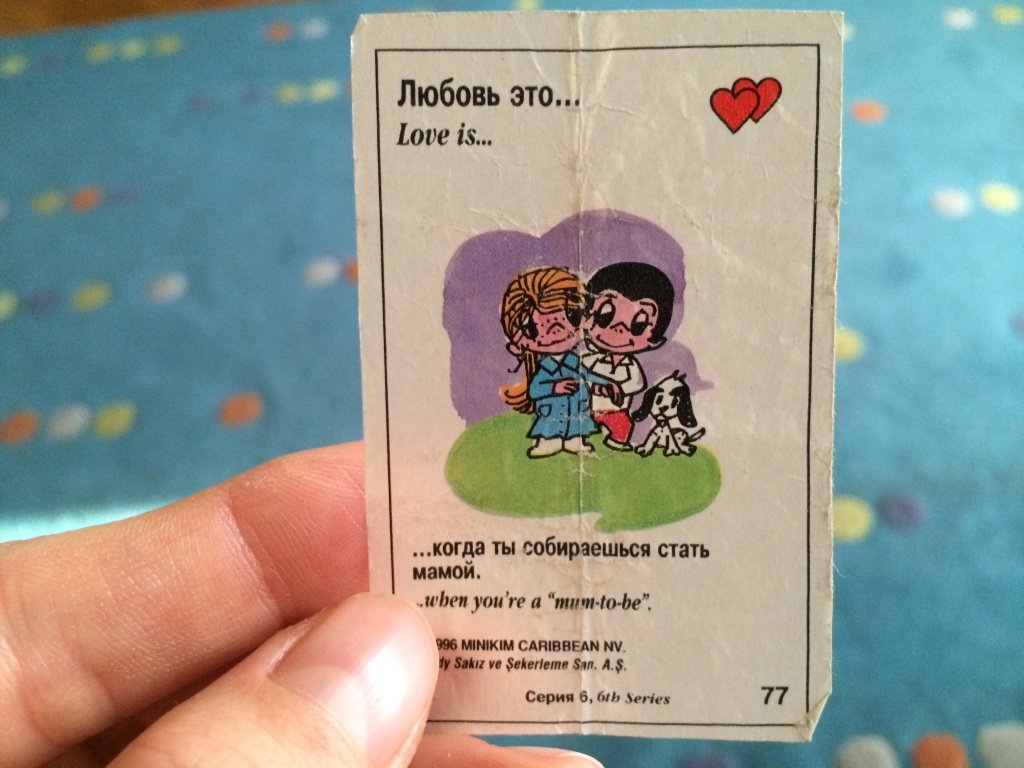 Любовь это...
Love is...
...когда ты собираешься стать
мамой.
..when you're a "mum-to-be".
996 MINIKIM CARIBBEAN NV.
dy Sakız ve Şekerleme San. A.Ş.
Серия 6, 6th Series
77